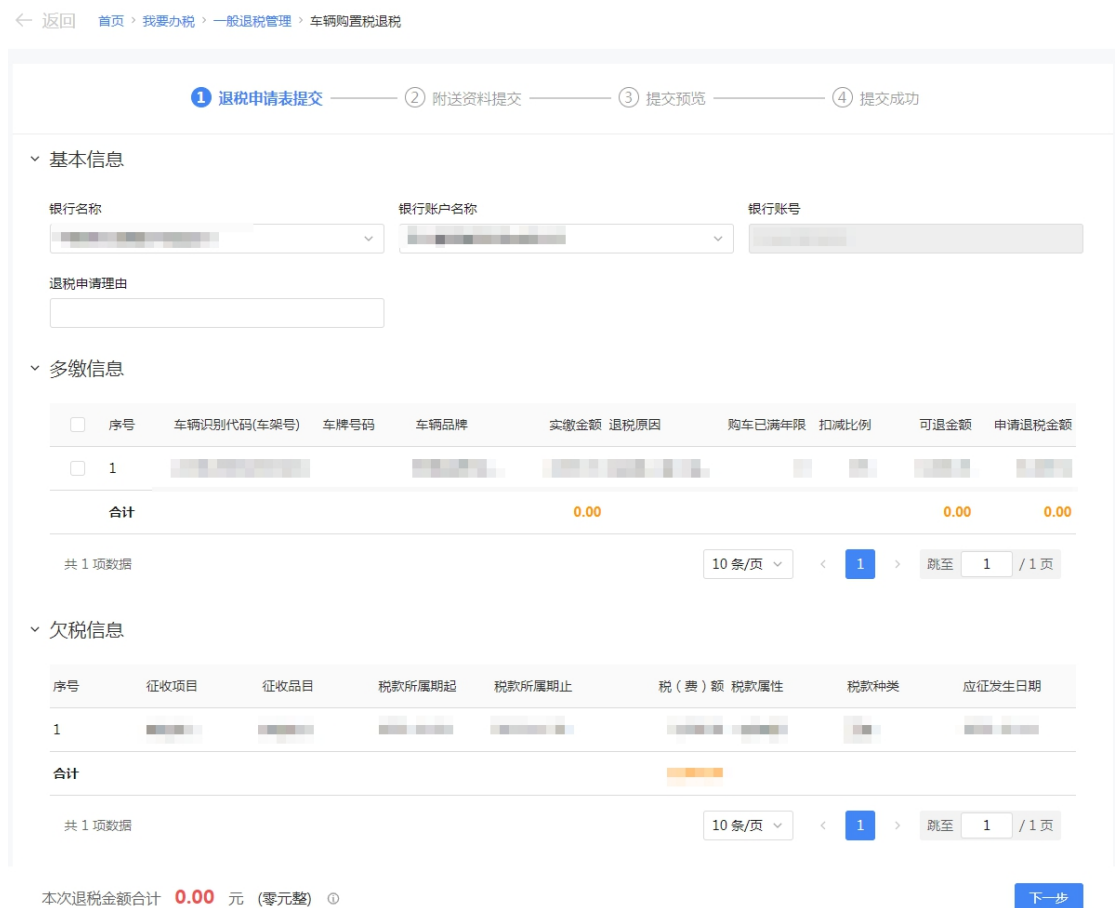 返回 首页 > 我要办税 > 一般退税管理 > 车辆购置税退税
1 退税申请表提交 2 附送资料提交 3 提交预览 4 提交成功
基本信息
银行名称 银行账户名称 银行账号
退税申请理由
多缴信息
序号 车辆识别代码(车架号) 车牌号码 车辆品牌 实缴金额 退税原因 购车已满年限 扣减比例 可退金额 申请退税金额
1
合计 0.00 0.00 0.00
共 1 项数据 10 条/页 < 1 > 跳至 1 / 1 页
欠税信息
序号 征收项目 征收品目 税款所属期起 税款所属期止 税（费）额 税款属性 税款种类 应征发生日期
1
合计
共 1 项数据 10 条/页 < 1 > 跳至 1 / 1 页
本次退税金额合计 0.00 元 (零元整) 下一步